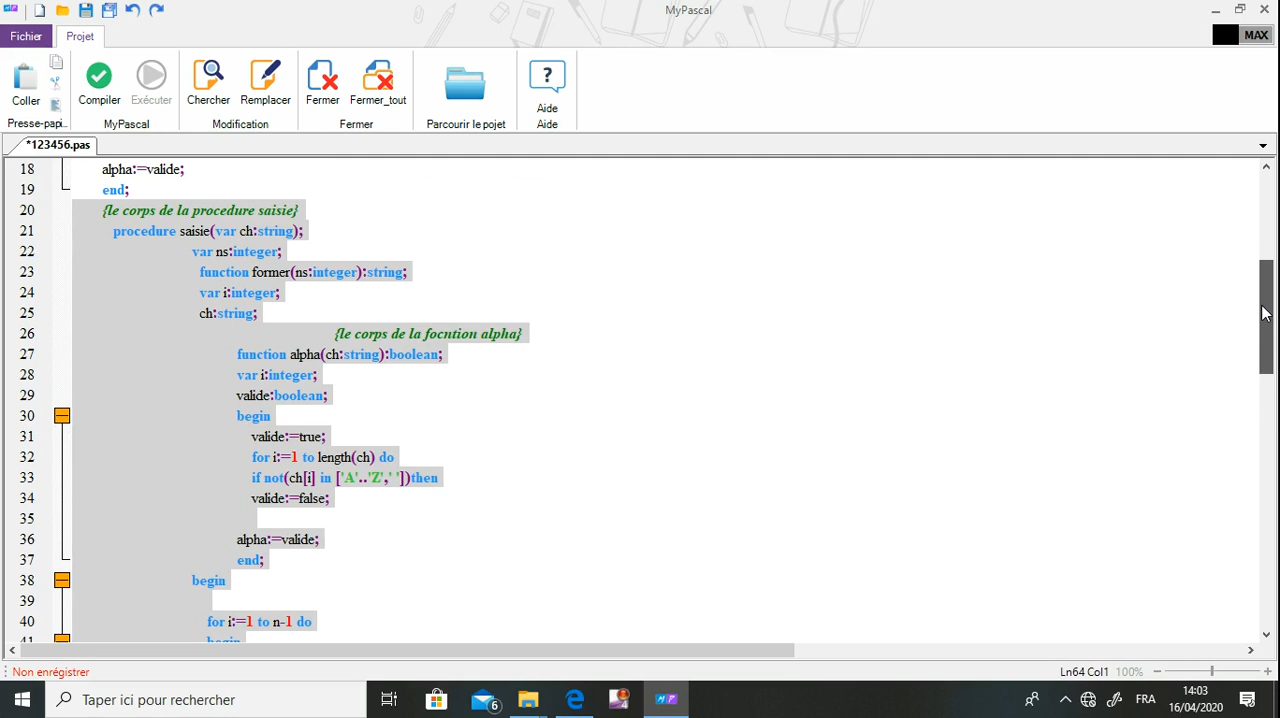 MyPascal
Fichier
Projet
MAX
Coller
Compiler
Exécuter
Chercher
Remplacer
Fermer
Fermer_tout
Aide
Presse-papi..
MyPascal
Modification
Fermer
Parcourir le pojet
Aide
*123456.pas
18 alpha:=valide;
19 end;
20 {le corps de la procedure saisie}
21 procedure saisie(var ch:string);
22 var ns:integer;
23 function former(ns:integer):string;
24 var i:integer;
25 ch:string;
26 {le corps de la focntion alpha}
27 function alpha(ch:string):boolean;
28 var i:integer;
29 valide:boolean;
30 begin
31 valide:=true;
32 for i:=1 to length(ch) do
33 if not(ch[i] in ['A'..'Z',' '])then
34 valide:=false;
35
36 alpha:=valide;
37 end;
38 begin
39
40 for i:=1 to n-1 do
41 begin
Non enrégistrer
Ln64 Col1 100%
Taper ici pour rechercher
6
FRA
14:03
16/04/2020